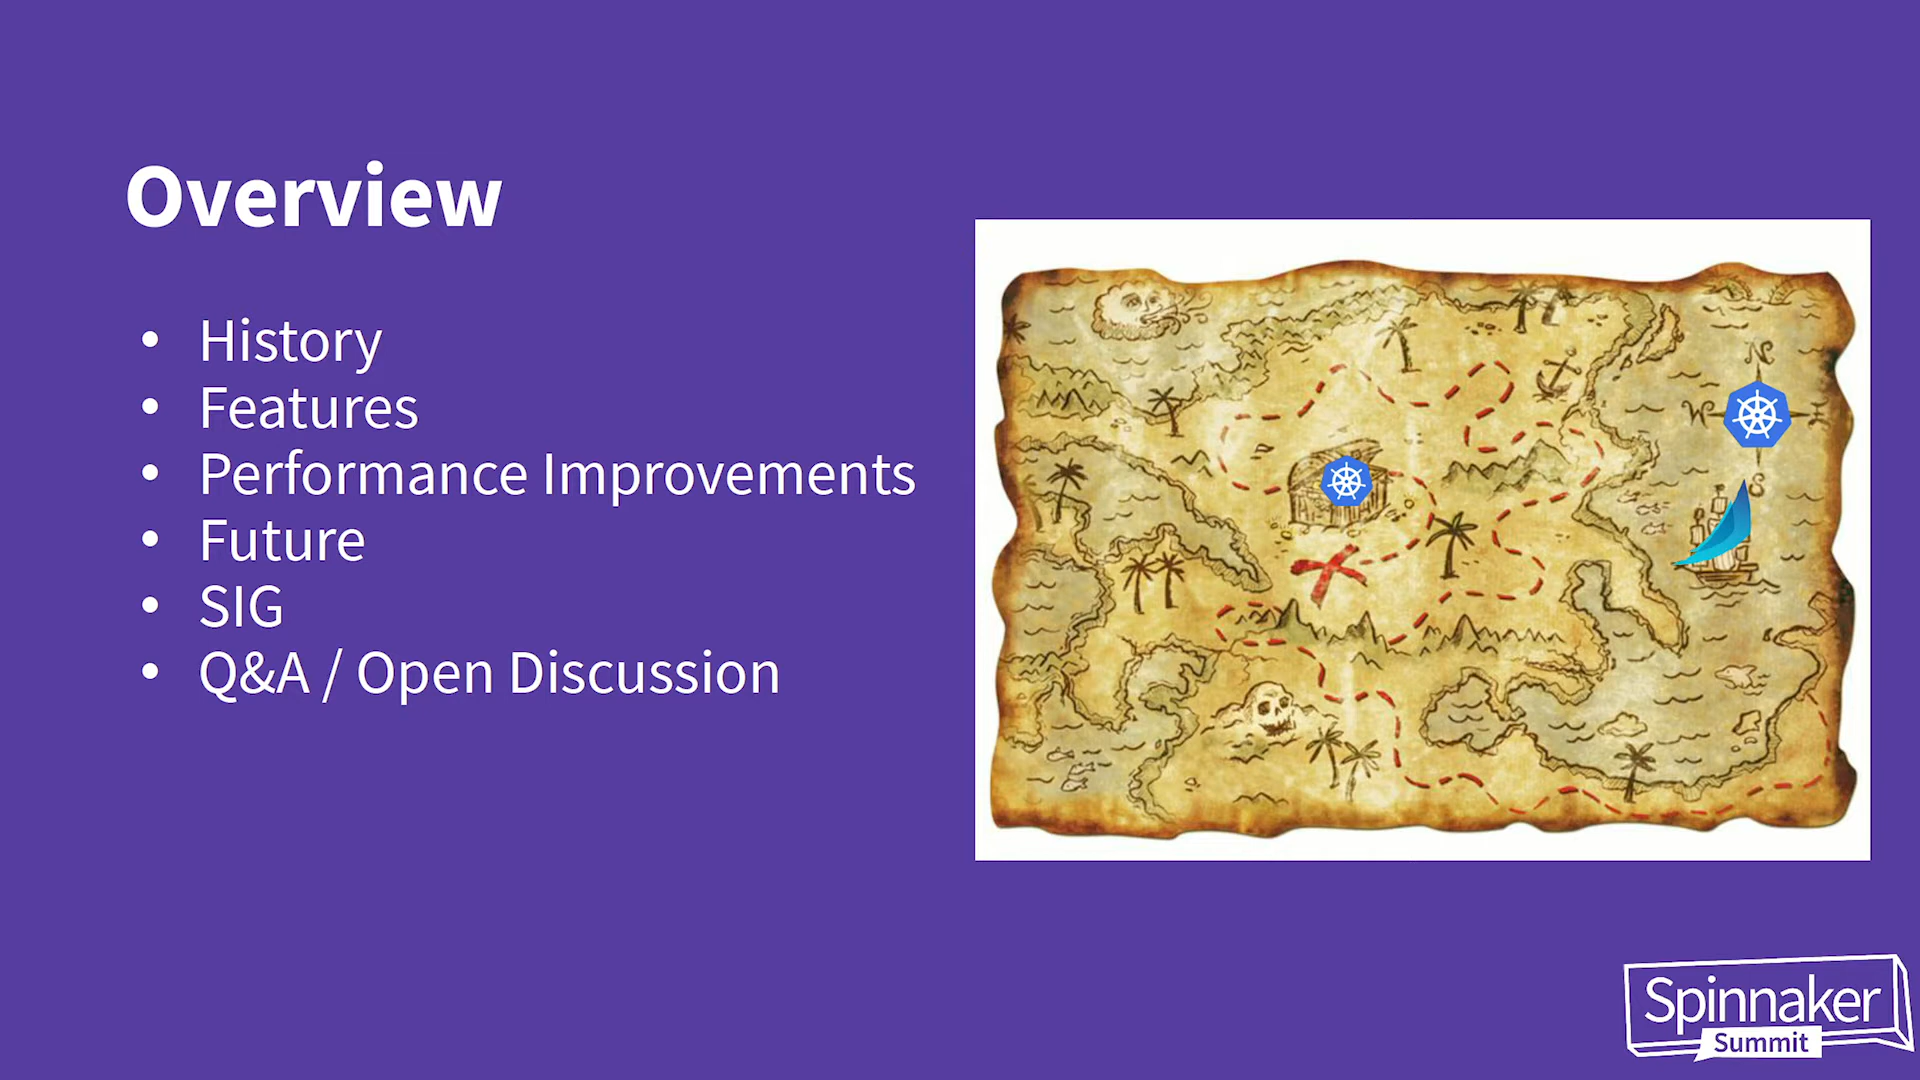 Overview
• History
• Features
• Performance Improvements
• Future
• SIG
• Q&A / Open Discussion
N
W
E
S
Spinnaker
Summit